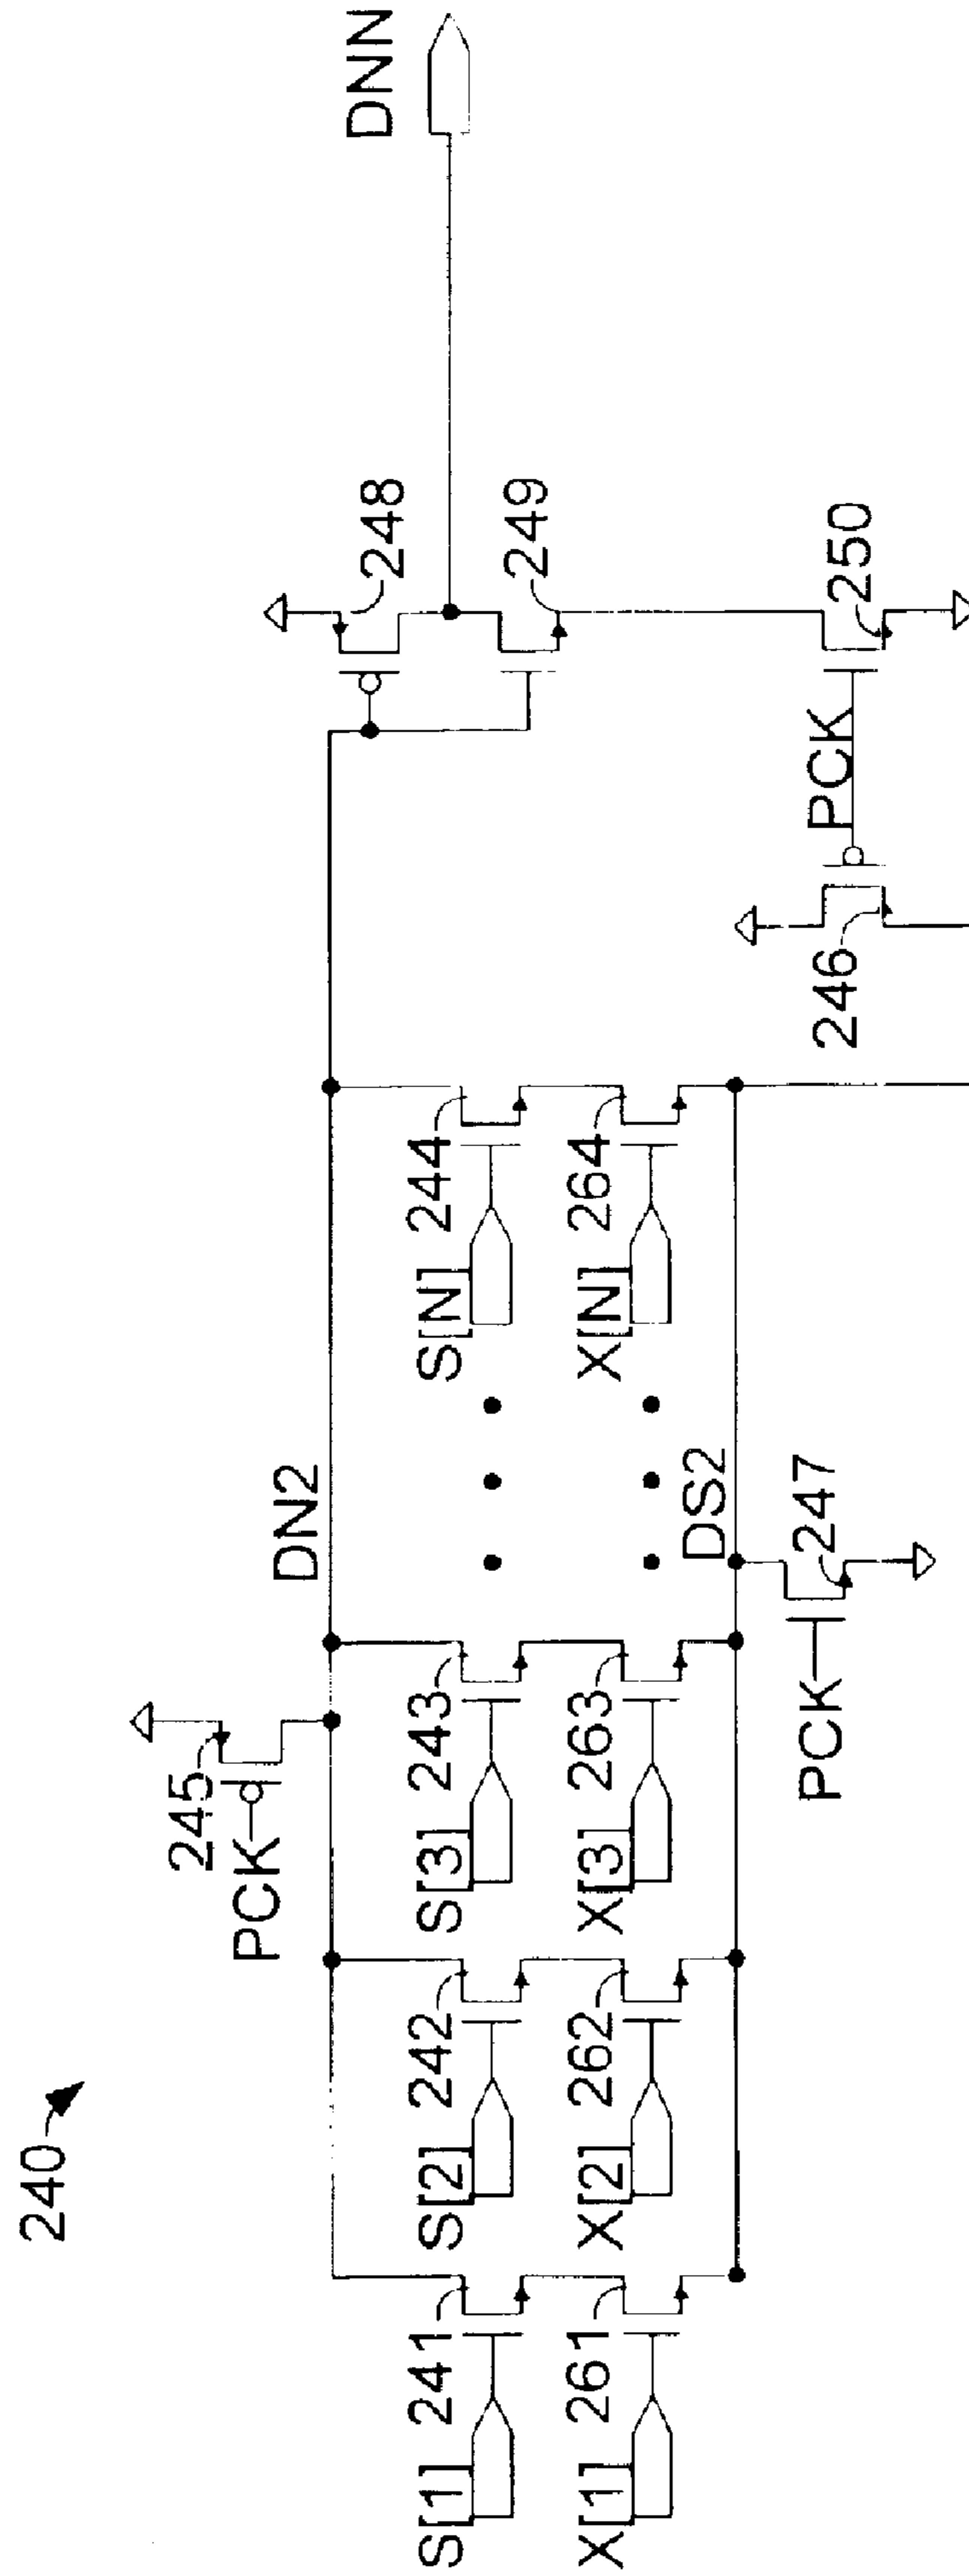 240
245
PCK
DN2
DNN
248
S[1] 241
S[2] 242
S[3] 243
S[N] 244
249
X[1] 261
X[2] 262
X[3] 263
X[N] 264
DS2
PCK
247
246
PCK
250